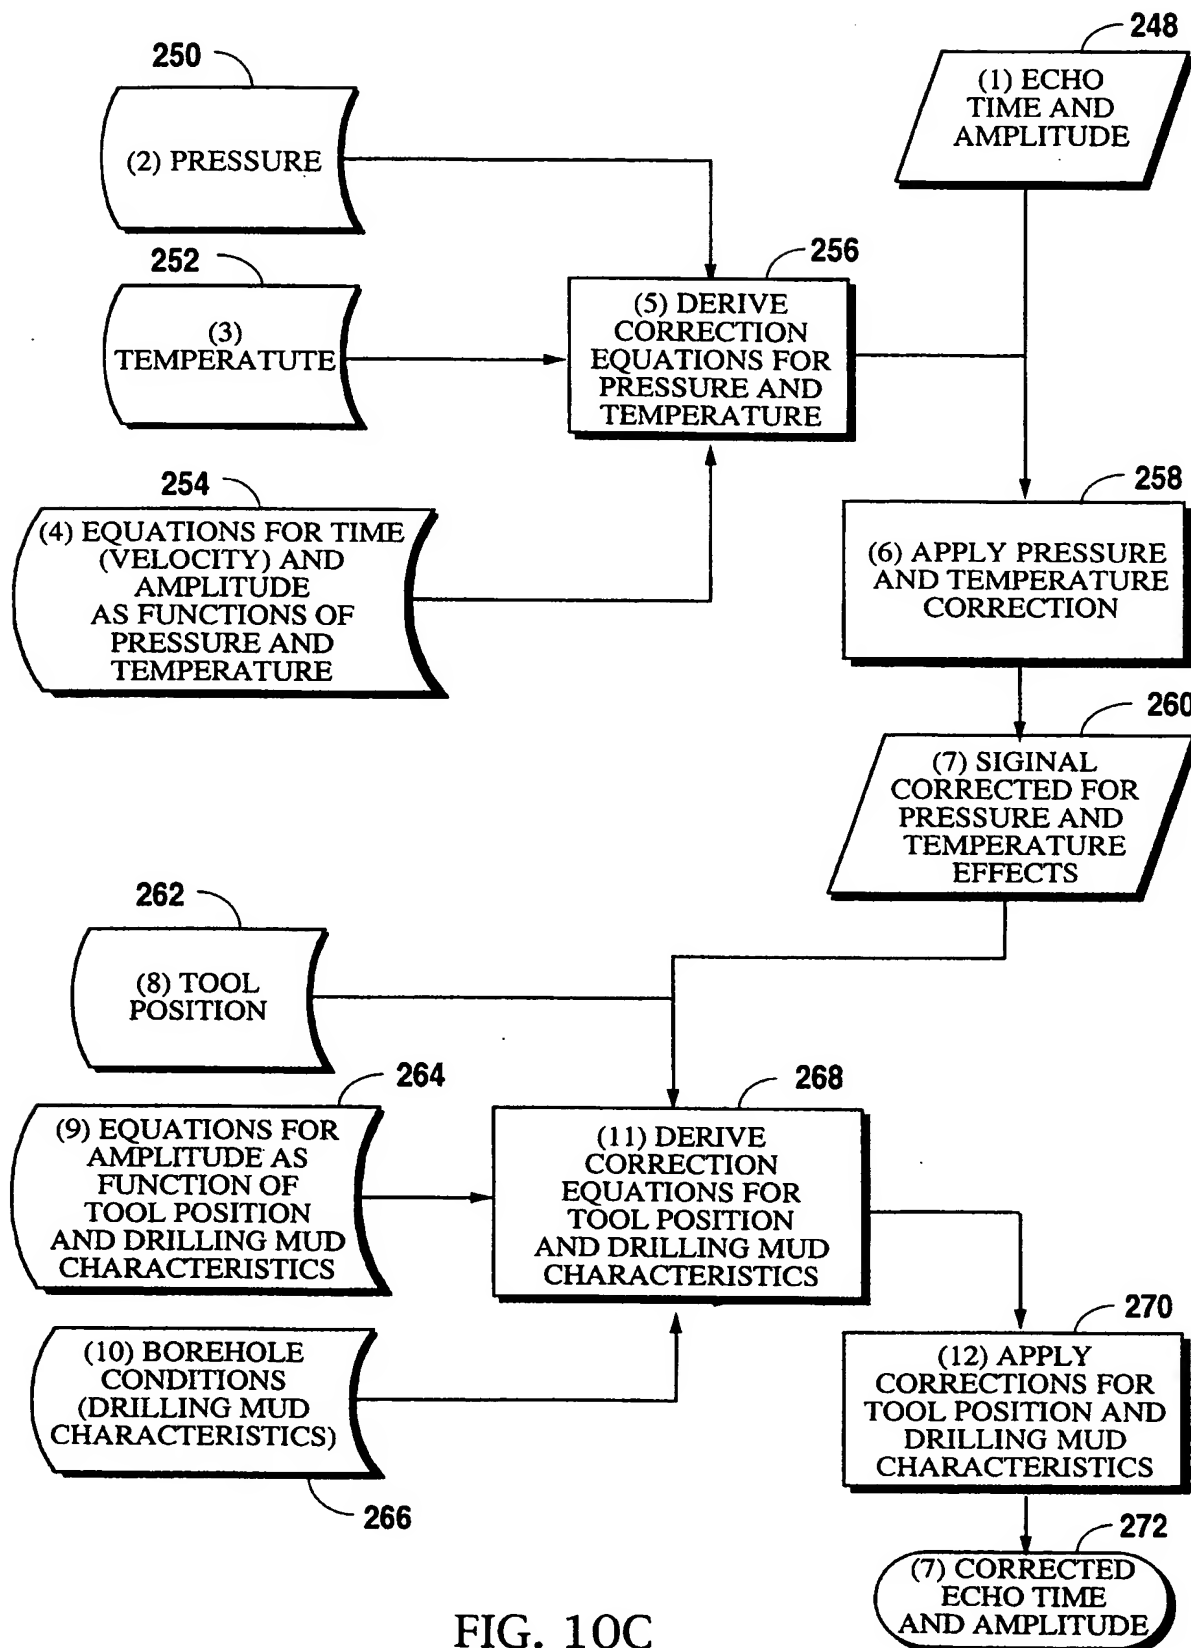 248
(1) ECHO
TIME AND
AMPLITUDE
250
(2) PRESSURE
252
(3)
TEMPERATUTE
256
(5) DERIVE
CORRECTION
EQUATIONS FOR
PRESSURE AND
TEMPERATURE
254
(4) EQUATIONS FOR TIME
(VELOCITY) AND
AMPLITUDE
AS FUNCTIONS OF
PRESSURE AND
TEMPERATURE
258
(6) APPLY PRESSURE
AND TEMPERATURE
CORRECTION
260
(7) SIGINAL
CORRECTED FOR
PRESSURE AND
TEMPERATURE
EFFECTS
262
(8) TOOL
POSITION
264
(9) EQUATIONS FOR
AMPLITUDE AS
FUNCTION OF
TOOL POSITION
AND DRILLING MUD
CHARACTERISTICS
268
(11) DERIVE
CORRECTION
EQUATIONS FOR
TOOL POSITION
AND DRILLING MUD
CHARACTERISTICS
(10) BOREHOLE
CONDITIONS
(DRILLING MUD
CHARACTERISTICS)
266
270
(12) APPLY
CORRECTIONS FOR
TOOL POSITION AND
DRILLING MUD
CHARACTERISTICS
272
(7) CORRECTED
ECHO TIME
AND AMPLITUDE
FIG. 10C